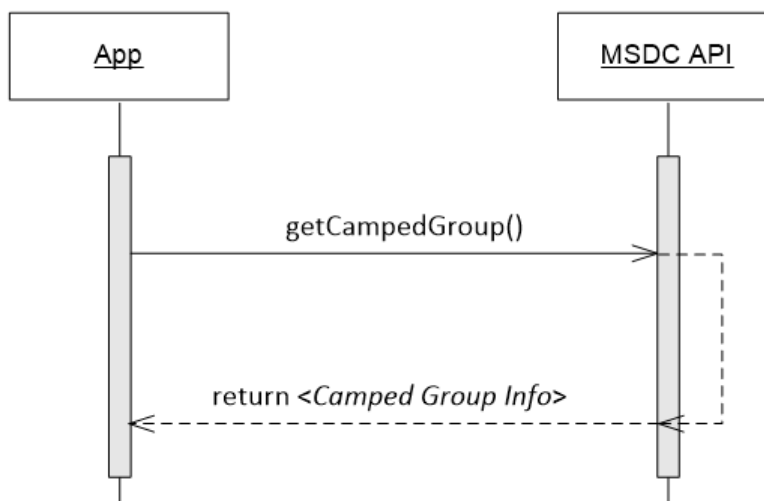 App
MSDC API
getCampedGroup()
return <Camped Group Info>